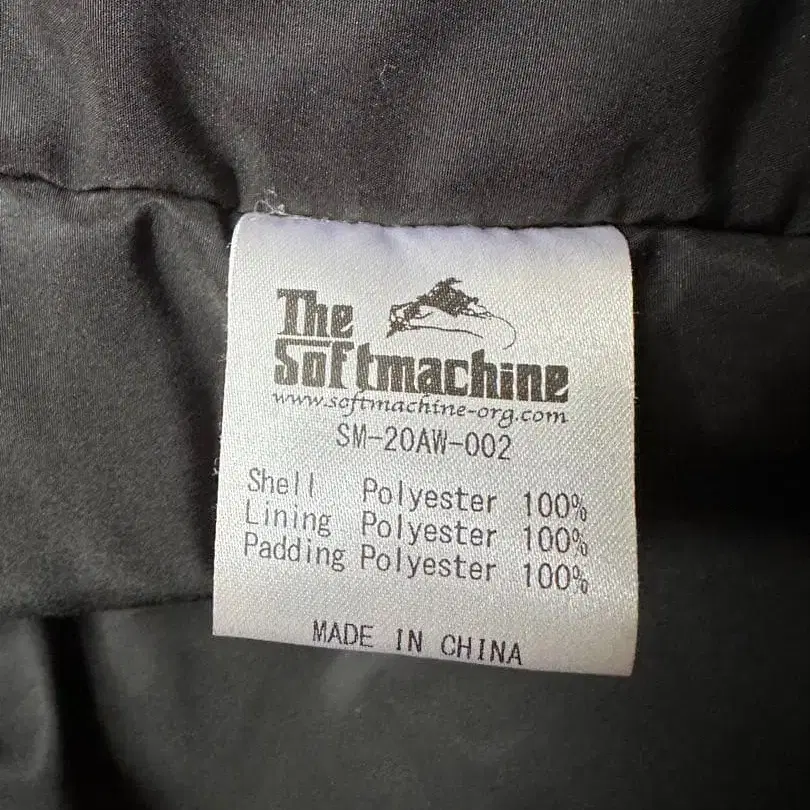 The
Softmachine
www.softmachine-org.com
SM-20AW-002
Shell Polyester 100%
Lining Polyester 100%
Padding Polyester 100%
MADE IN CHINA